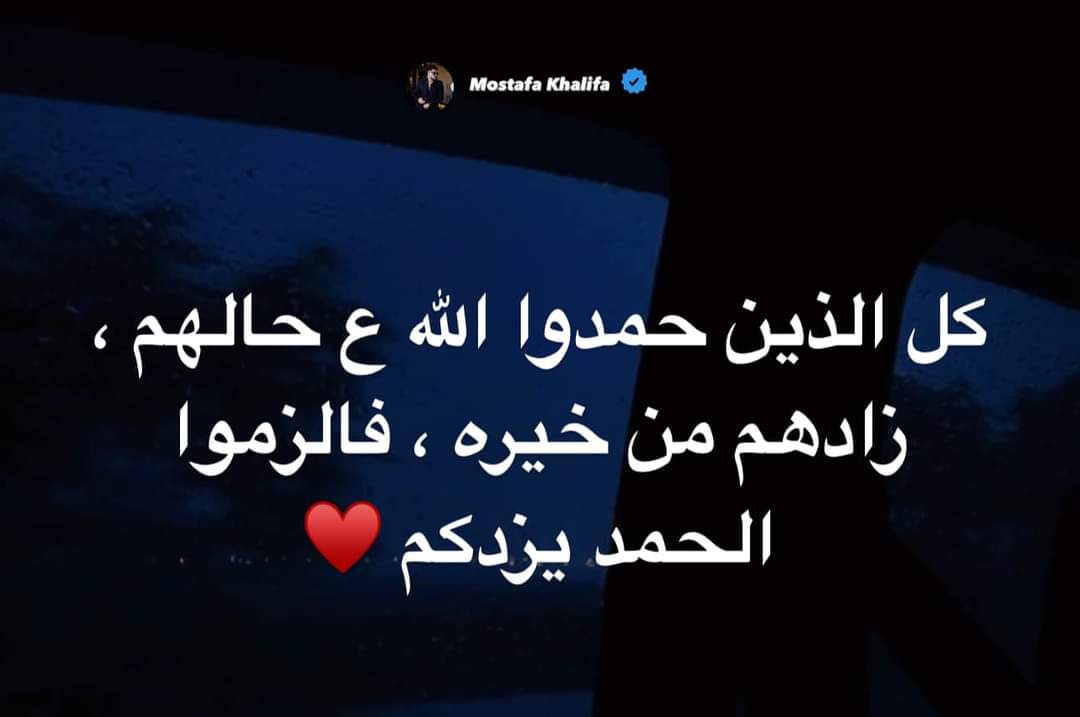 Mostafa Khalifa
كل الذين حمدوا الله ع حالهم ،
زادهم من خيره ، فالزموا
الحمد يزدكم ♥️